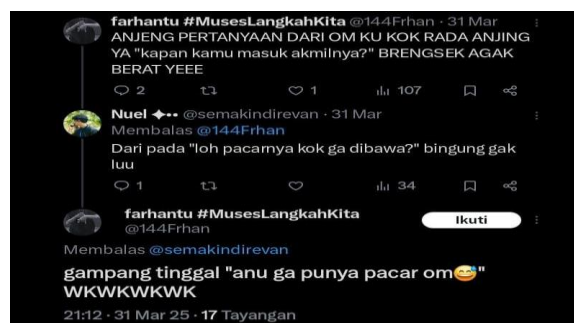 farhantu #MusesLangkahKita @144Frhan · 31 Mar
ANJENG PERTANYAAN DARI OM KU KOK RADA ANJING
YA "kapan kamu masuk akmilnya?" BRENGSEK AGAK
BERAT YEEE
2 1 107
Nuel ✦•• @semakindirevan · 31 Mar
Membalas @144Frhan
Dari pada "loh pacarnya kok ga dibawa?" bingung gak
luu
1 34
farhantu #MusesLangkahKita
@144Frhan
Ikuti
Membalas @semakindirevan
gampang tinggal "anu ga punya pacar om😅"
WKWKWKWK
21:12 · 31 Mar 25 · 17 Tayangan